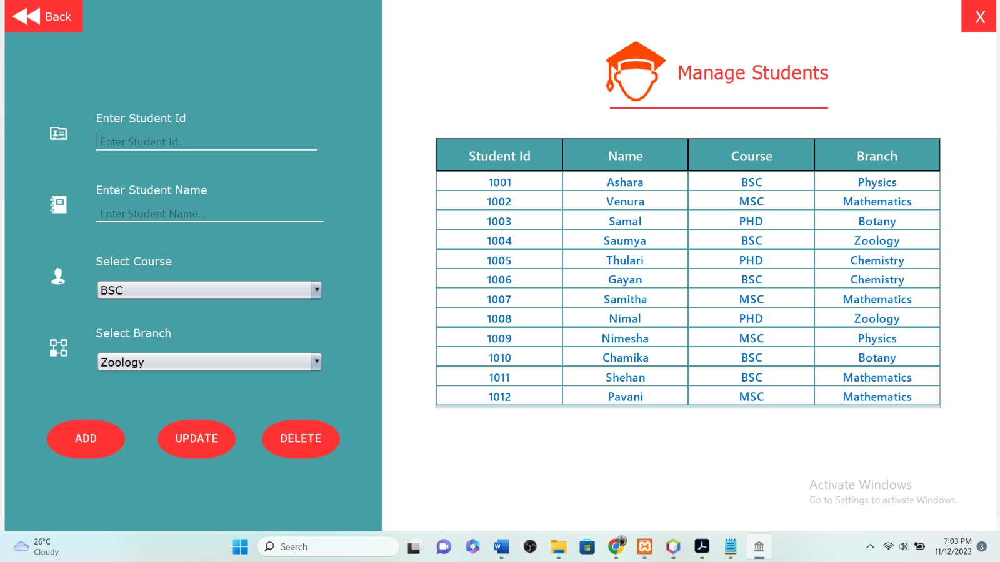 Back
X
Manage Students
Enter Student Id
Enter Student Id...
Enter Student Name
Enter Student Name...
Select Course
BSC
Select Branch
Zoology
ADD UPDATE DELETE
Student Id Name Course Branch
1001 Ashara BSC Physics
1002 Venura MSC Mathematics
1003 Samal PHD Botany
1004 Saumya BSC Zoology
1005 Thulari PHD Chemistry
1006 Gayan BSC Chemistry
1007 Samitha MSC Mathematics
1008 Nimal PHD Zoology
1009 Nimesha MSC Physics
1010 Chamika BSC Botany
1011 Shehan BSC Mathematics
1012 Pavani MSC Mathematics
Activate Windows
Go to Settings to activate Windows.
26°C
Cloudy
Search
7:03 PM
11/12/2023
3